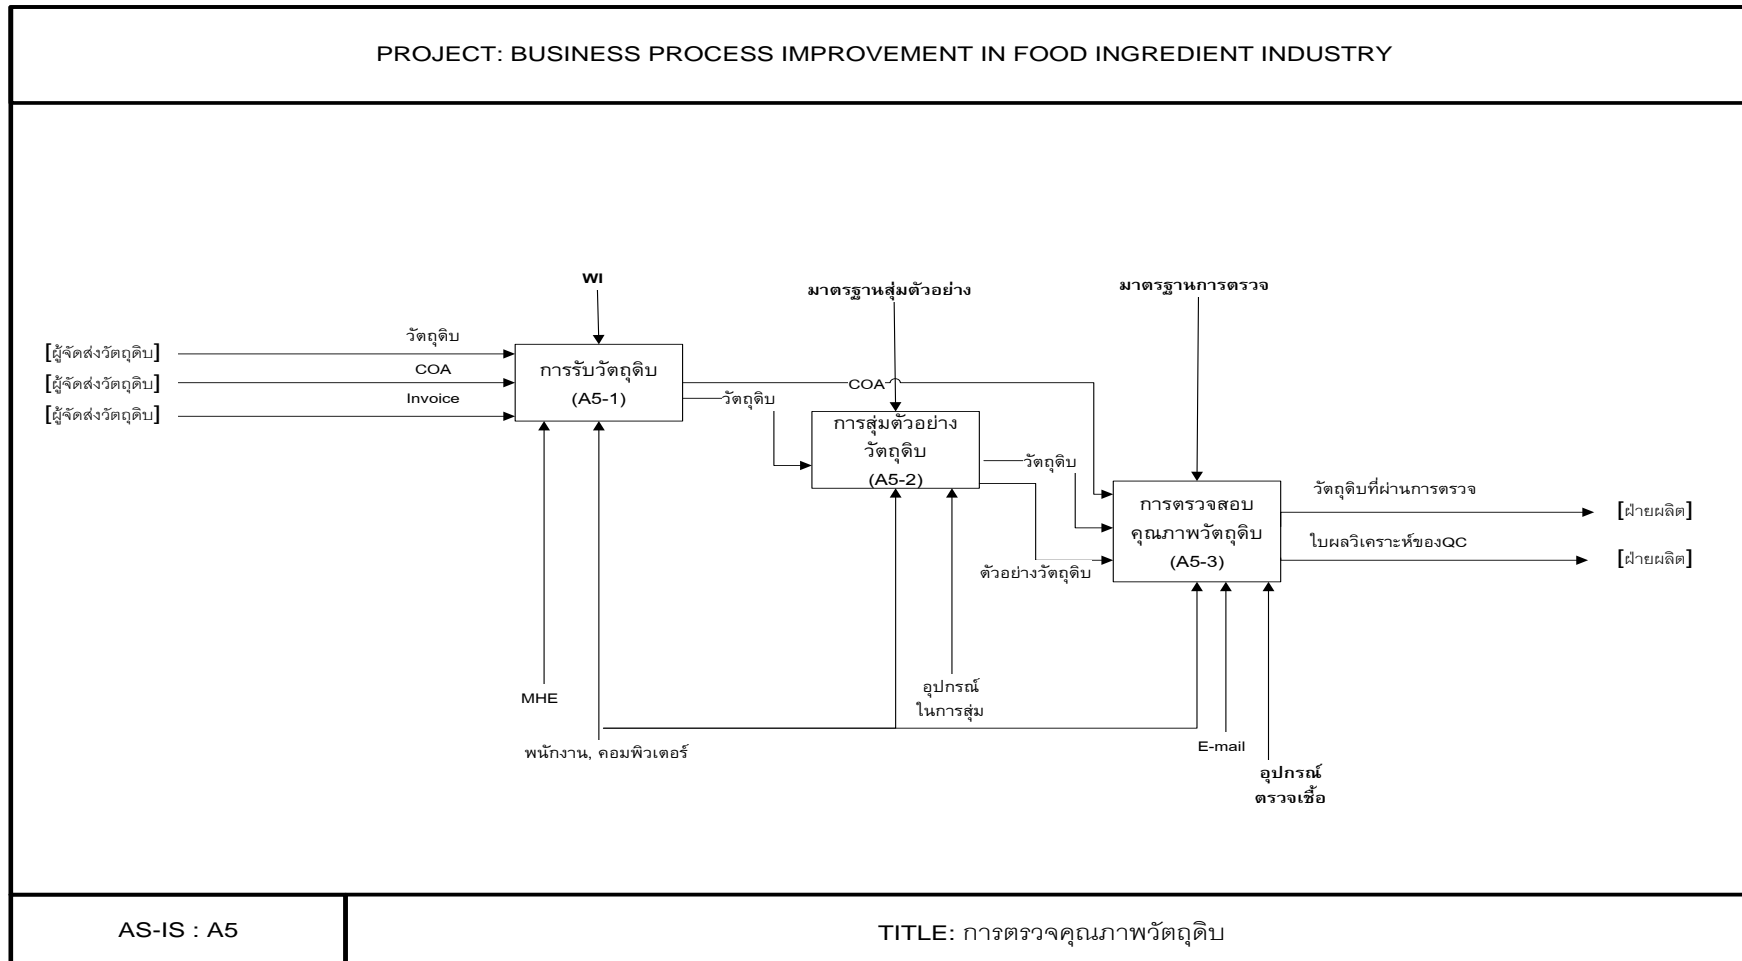 PROJECT: BUSINESS PROCESS IMPROVEMENT IN FOOD INGREDIENT INDUSTRY
WI
มาตรฐานสุ่มตัวอย่าง
มาตรฐานการตรวจ
[ผู้จัดส่งวัตถุดิบ]
วัตถุดิบ
[ผู้จัดส่งวัตถุดิบ]
COA
[ผู้จัดส่งวัตถุดิบ]
Invoice
การรับวัตถุดิบ
(A5-1)
COA
วัตถุดิบ
การสุ่มตัวอย่าง
วัตถุดิบ
(A5-2)
วัตถุดิบ
ตัวอย่างวัตถุดิบ
การตรวจสอบ
คุณภาพวัตถุดิบ
(A5-3)
วัตถุดิบที่ผ่านการตรวจ
[ฝ่ายผลิต]
ใบผลวิเคราะห์ของQC
[ฝ่ายผลิต]
MHE
อุปกรณ์
ในการสุ่ม
พนักงาน, คอมพิวเตอร์
E-mail
อุปกรณ์
ตรวจเชื้อ
AS-IS : A5
TITLE: การตรวจคุณภาพวัตถุดิบ